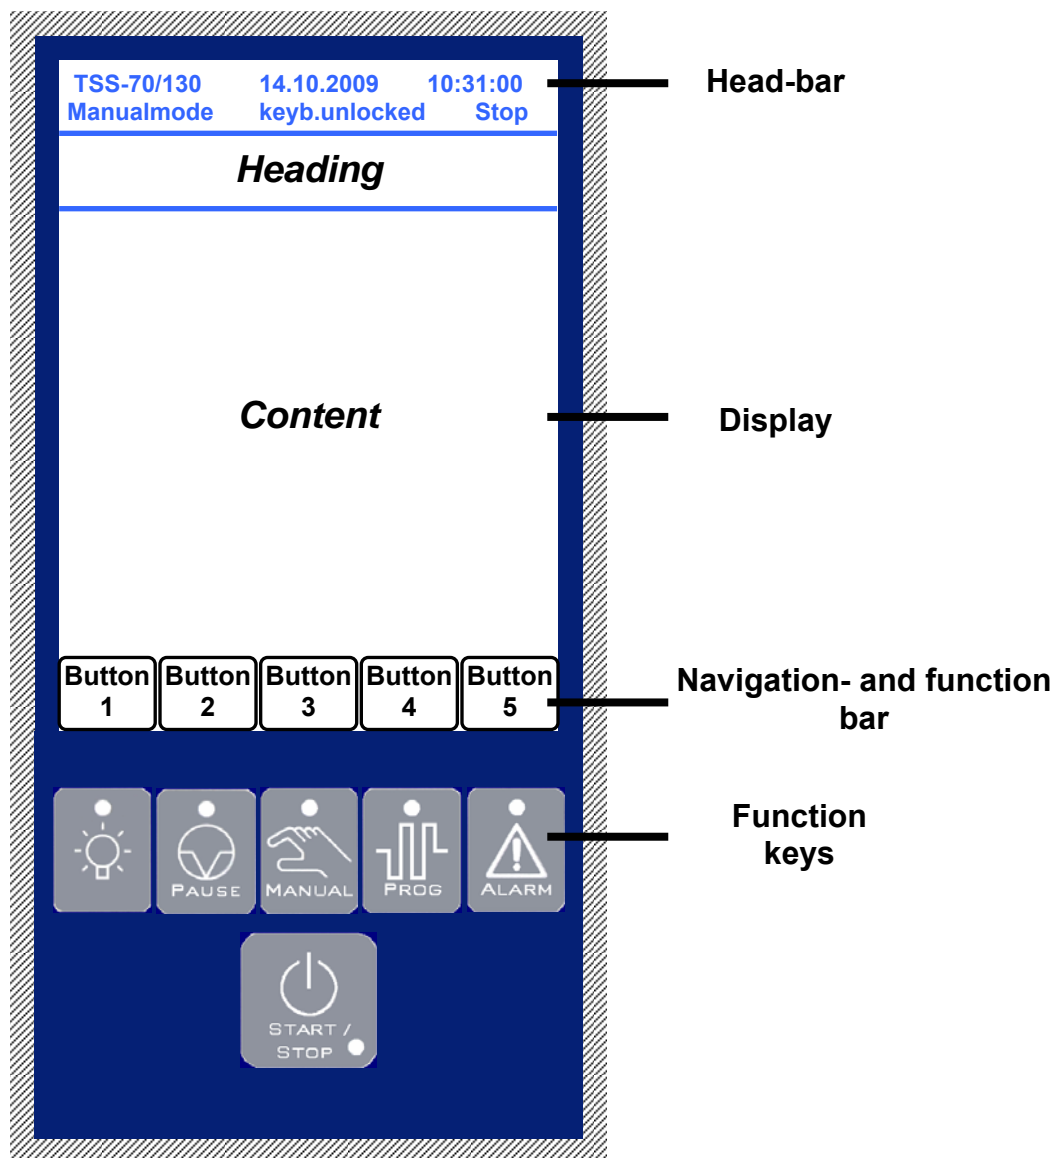 TSS-70/130 14.10.2009 10:31:00
Manualmode keyb.unlocked Stop
Head-bar
Heading
Content
Display
Button 1
Button 2
Button 3
Button 4
Button 5
Navigation- and function
bar
PAUSE
MANUAL
PROG
ALARM
Function
keys
START /
STOP